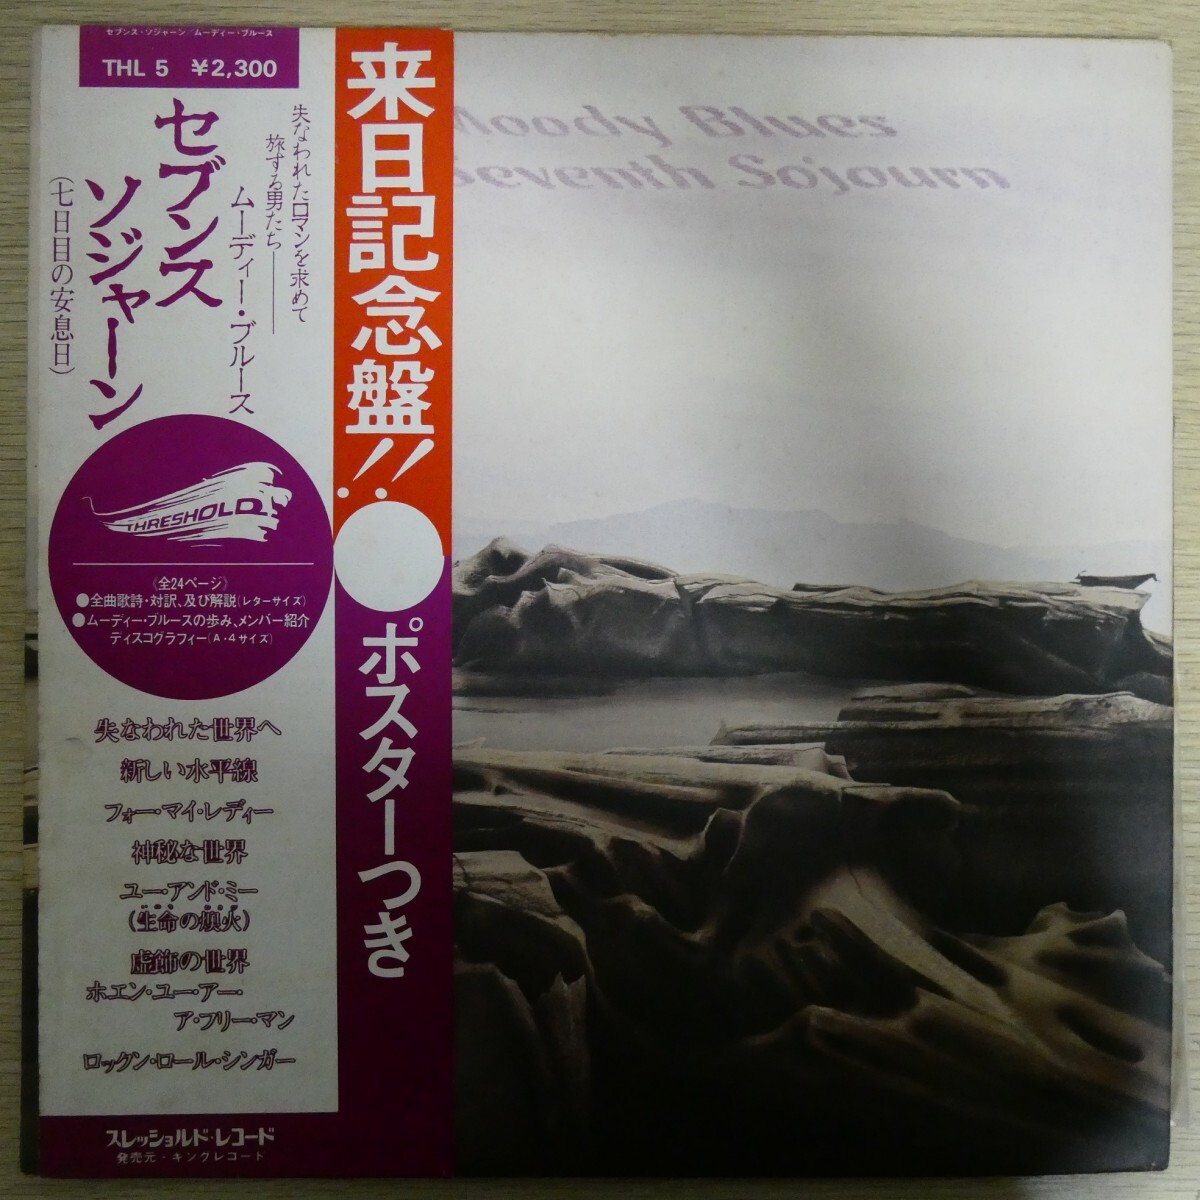 セブンス・ソジャーン/ムーディー・ブルース
THL 5 ¥2,300
失なわれたロマンを求めて
旅する男たち――
ムーディー・ブルース
セブンス
ソジャーン
(七日目の安息日)
来日記念盤!!
●ポスターつき
Moody Blues
Seventh Sojourn
THRESHOLD
《全24ページ》
●全曲歌詩・対訳、及び解説(レターサイズ)
●ムーディー・ブルースの歩み、メンバー紹介
ディスコグラフィー(A・4サイズ)
失なわれた世界へ
新しい水平線
フォー・マイ・レディー
神秘な世界
ユー・アンド・ミー
(生命の燠火)
虚飾の世界
ホエン・ユー・アー・
ア・フリー・マン
ロックン・ロール・シンガー
スレッショルド・レコード
発売元・キングレコード